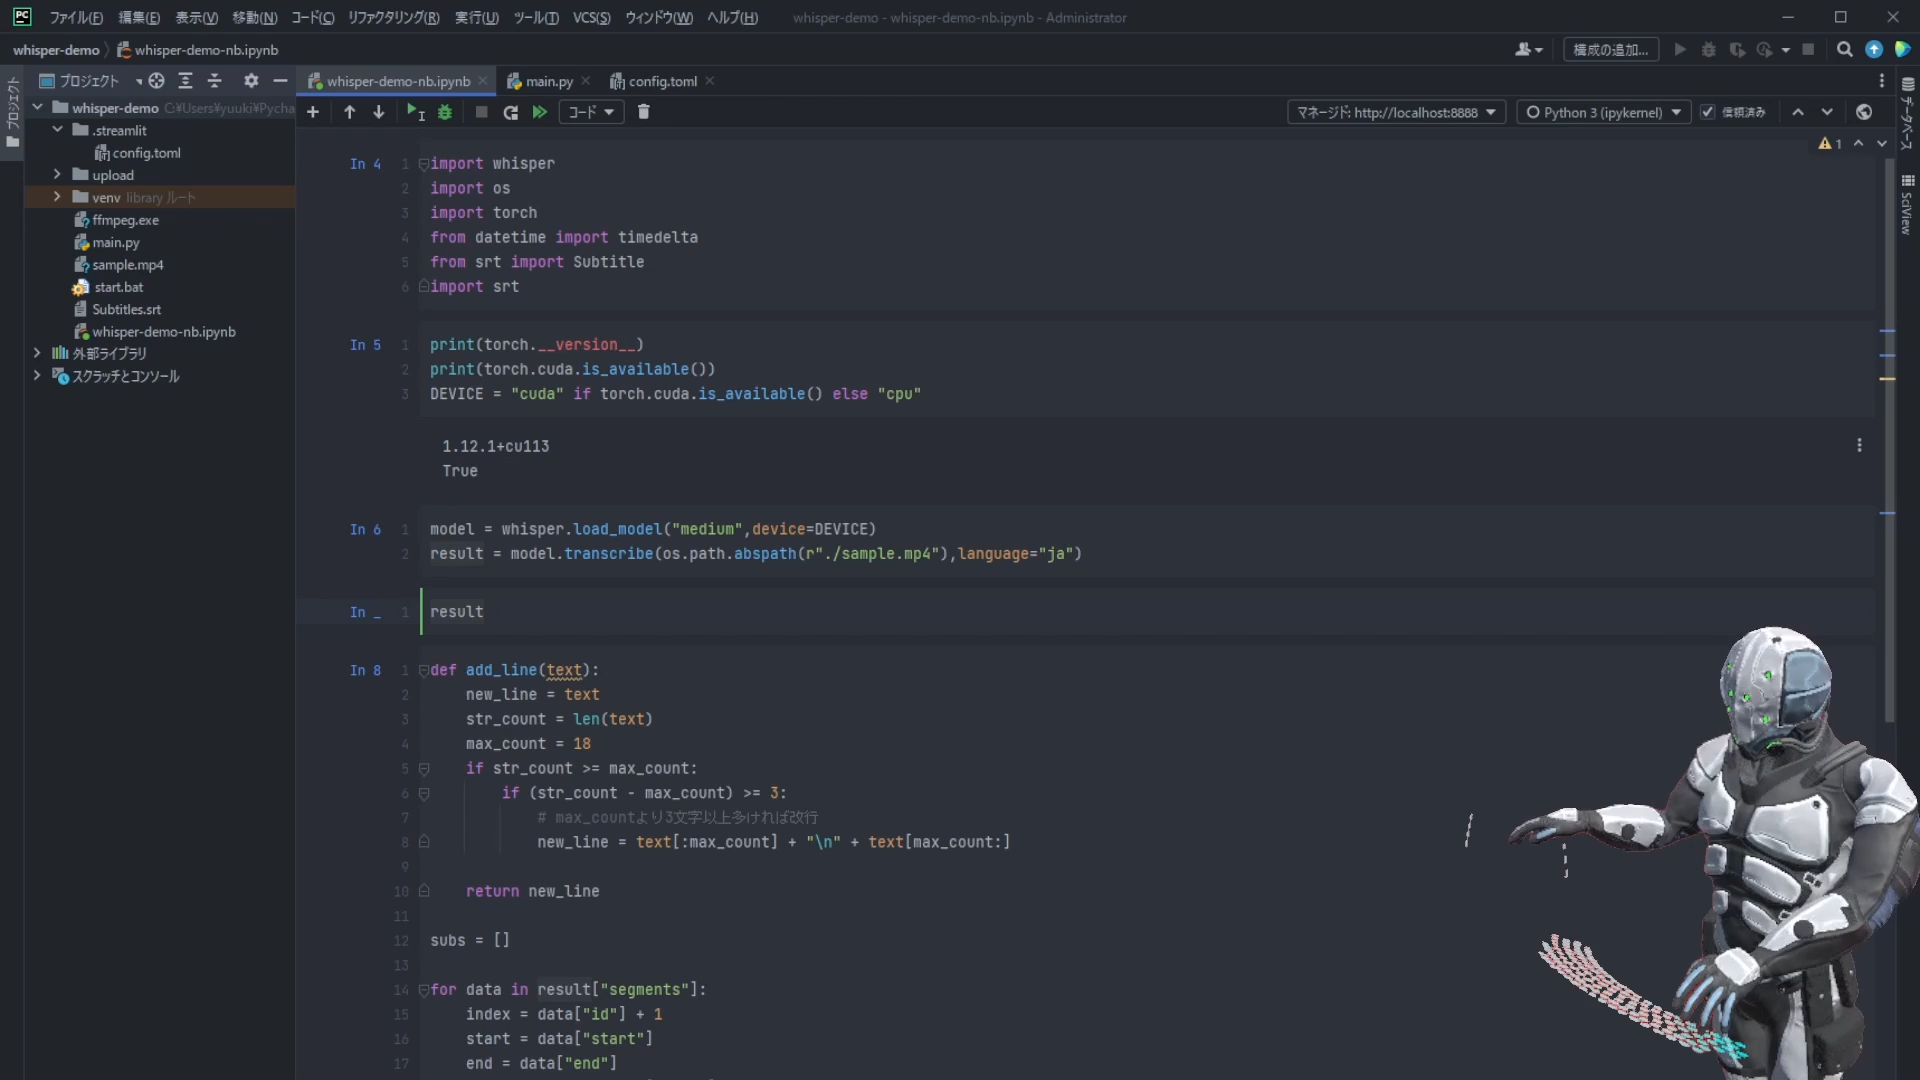 PC ファイル(F) 編集(E) 表示(V) 移動(N) コード(C) リファクタリング(R) 実行(U) ツール(T) VCS(S) ウィンドウ(W) ヘルプ(H) whisper-demo - whisper-demo-nb.ipynb - Administrator
whisper-demo whisper-demo-nb.ipynb 構成の追加...
プロジェクト
プロジェクト
whisper-demo C:¥Users¥yuuki¥Pycha
.streamlit
config.toml
upload
venv library ルート
ffmpeg.exe
main.py
sample.mp4
start.bat
Subtitles.srt
whisper-demo-nb.ipynb
外部ライブラリ
スクラッチとコンソール
whisper-demo-nb.ipynb main.py config.toml
コード マネージド: http://localhost:8888 Python 3 (ipykernel) 信頼済み
1
データベース
SciView
In 4 1 import whisper
2 import os
3 import torch
4 from datetime import timedelta
5 from srt import Subtitle
6 import srt
In 5 1 print(torch.__version__)
2 print(torch.cuda.is_available())
3 DEVICE = "cuda" if torch.cuda.is_available() else "cpu"
1.12.1+cu113
True
In 6 1 model = whisper.load_model("medium",device=DEVICE)
2 result = model.transcribe(os.path.abspath(r"./sample.mp4"),language="ja")
In _ 1 result
In 8 1 def add_line(text):
2 new_line = text
3 str_count = len(text)
4 max_count = 18
5 if str_count >= max_count:
6 if (str_count - max_count) >= 3:
7 # max_countより3文字以上多ければ改行
8 new_line = text[:max_count] + "\n" + text[max_count:]
9
10 return new_line
11
12 subs = []
13
14 for data in result["segments"]:
15 index = data["id"] + 1
16 start = data["start"]
17 end = data["end"]